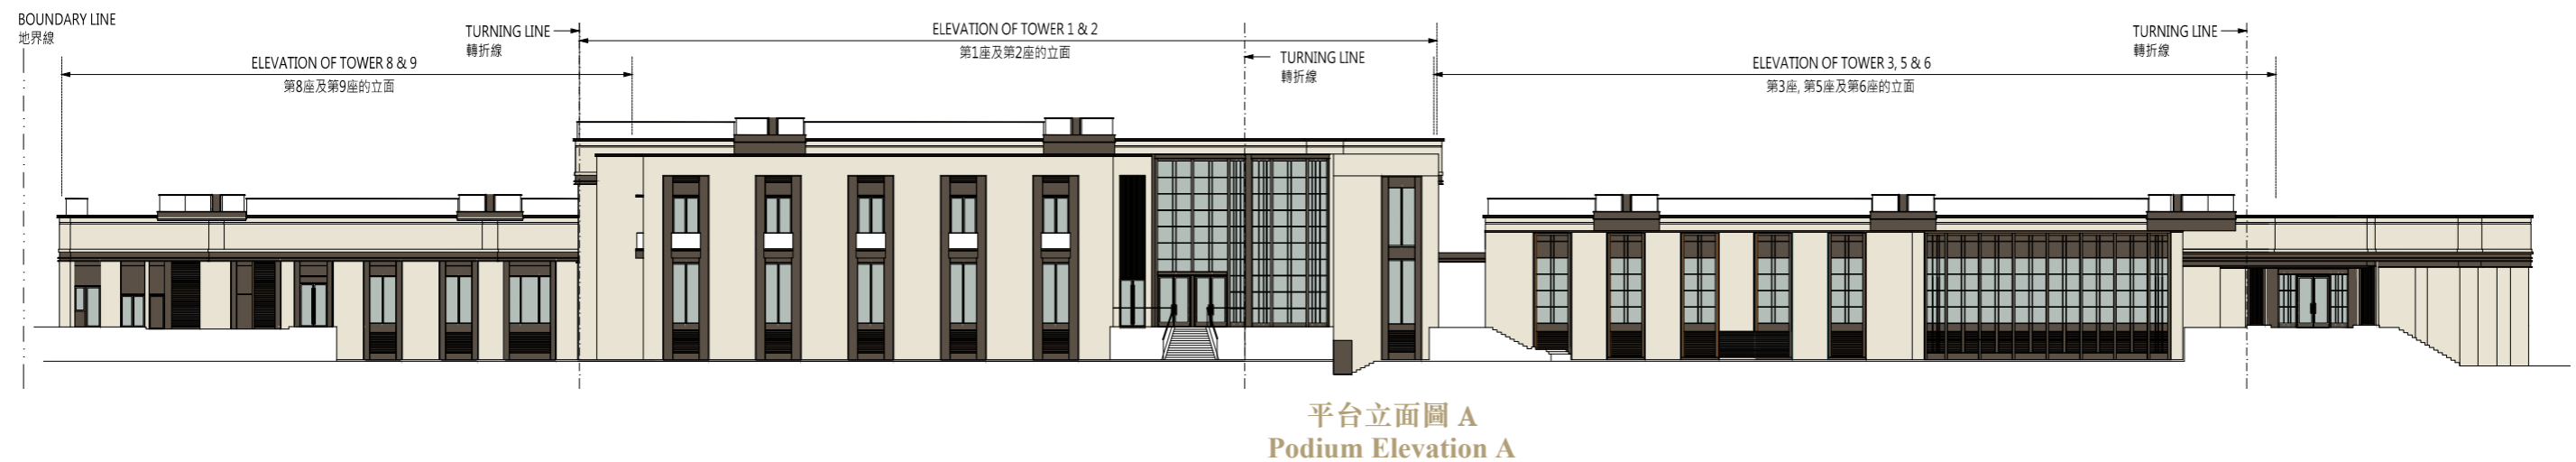 BOUNDARY LINE
地界線
ELEVATION OF TOWER 8 & 9
第8座及第9座的立面
TURNING LINE
轉折線
ELEVATION OF TOWER 1 & 2
第1座及第2座的立面
TURNING LINE
轉折線
ELEVATION OF TOWER 3, 5 & 6
第3座, 第5座及第6座的立面
TURNING LINE
轉折線
平台立面圖 A
Podium Elevation A